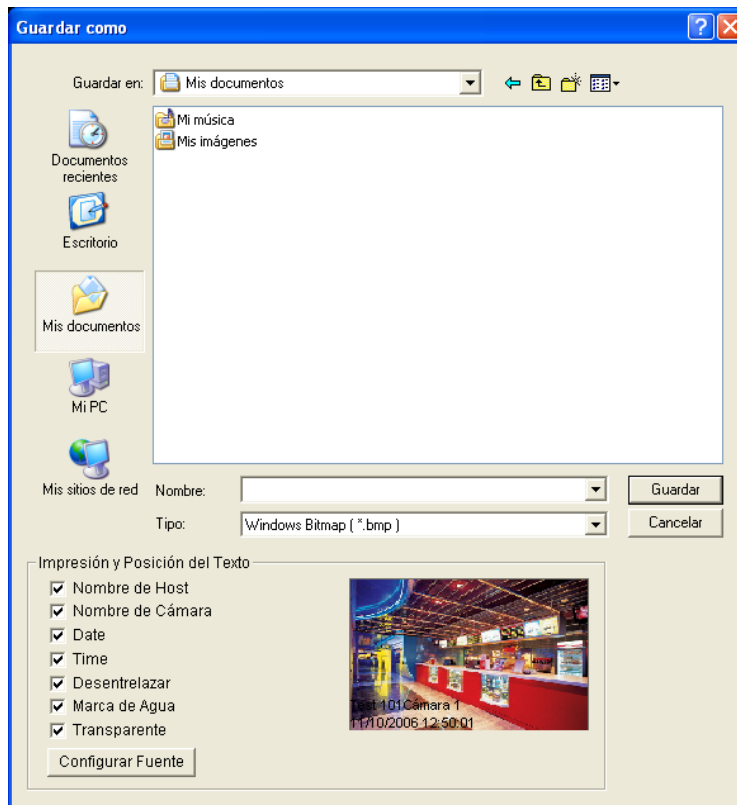 Guardar como
Guardar en:
Mis documentos
Mi música
Mis imágenes
Documentos
recientes
Escritorio
Mis documentos
Mi PC
Mis sitios de red
Nombre:
Guardar
Tipo:
Windows Bitmap ( *.bmp )
Cancelar
Impresión y Posición del Texto
Nombre de Host
Nombre de Cámara
Date
Time
Desentrelazar
Marca de Agua
Transparente
Configurar Fuente
Test 101Cámara 1
11/10/2006 12:50:01